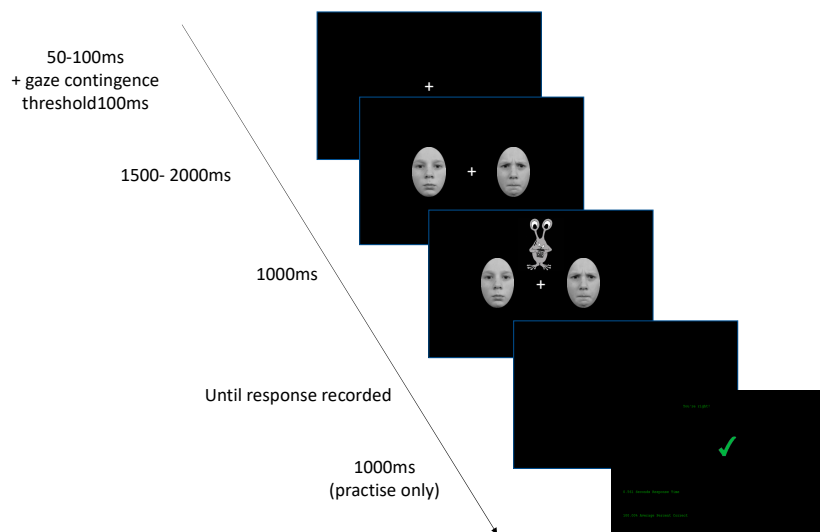 50-100ms
+ gaze contingence
threshold100ms
+
1500- 2000ms
+
1000ms
+
Until response recorded
1000ms
(practise only)